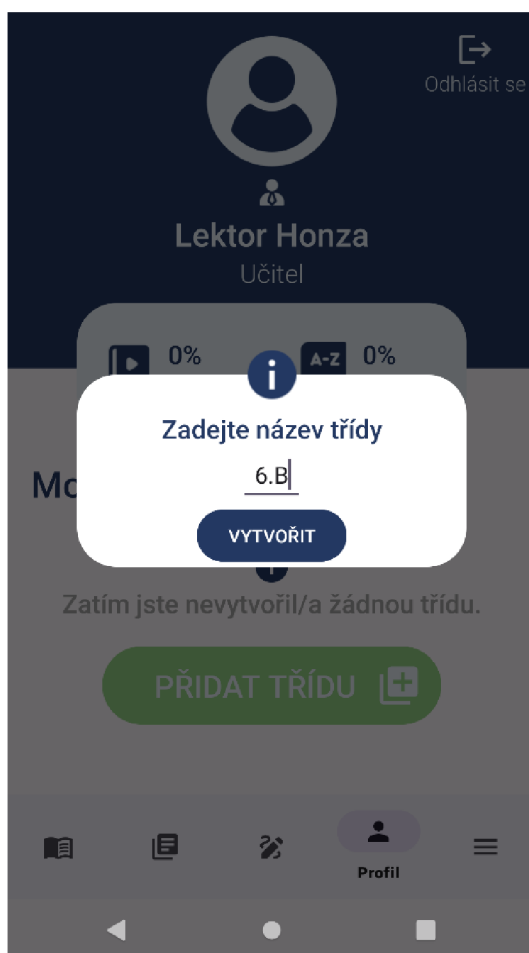 Odhlásit se
Lektor Honza
Učitel
0%
A-Z 0%
Zadejte název třídy
6.B
VYTVOŘIT
Zatím jste nevytvořil/a žádnou třídu.
PŘIDAT TŘÍDU
Profil